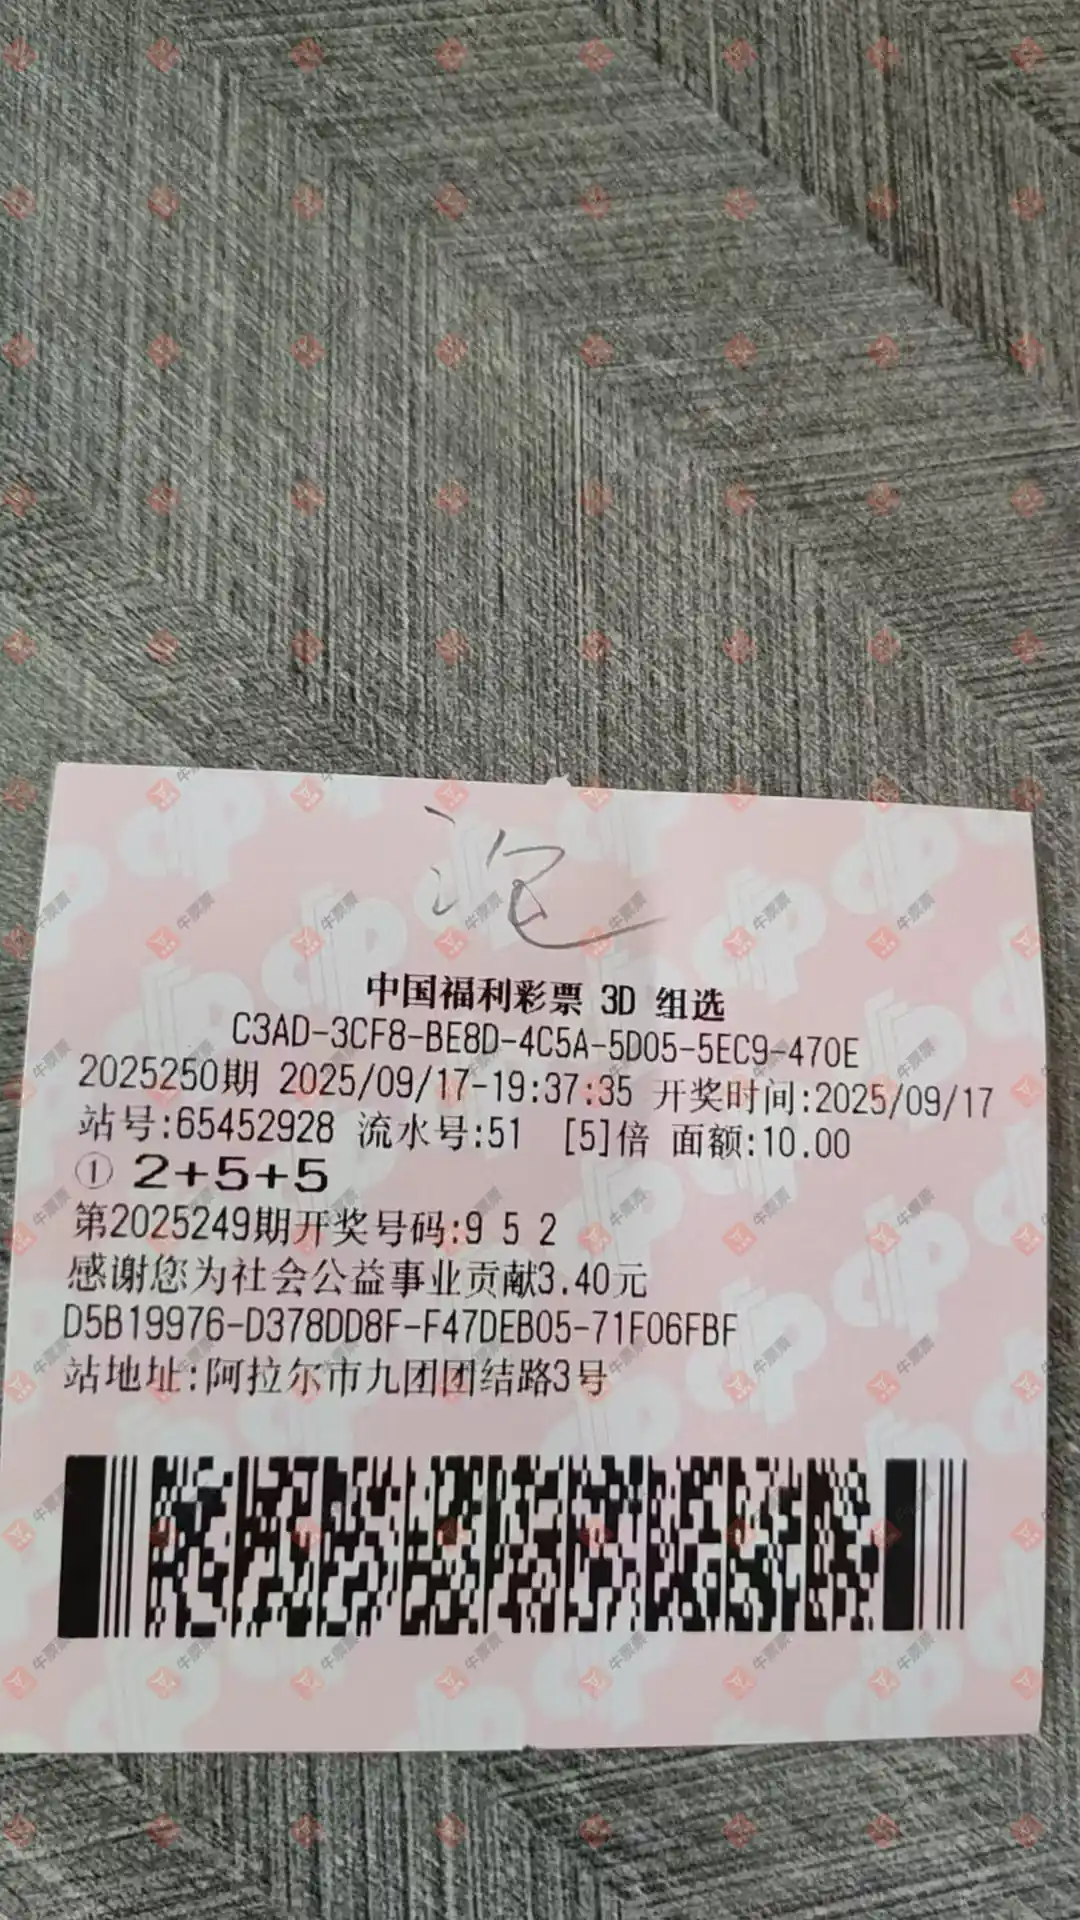 泡
中国福利彩票 3D 组选
C3AD-3CF8-BE8D-4C5A-5D05-5EC9-470E
2025250期 2025/09/17-19:37:35 开奖时间:2025/09/17
站号:65452928 流水号:51 [5]倍 面额:10.00
① 2+5+5
第2025249期开奖号码:9 5 2
感谢您为社会公益事业贡献3.40元
D5B19976-D378DD8F-F47DEB05-71F06FBF
站地址:阿拉尔市九团团结路3号